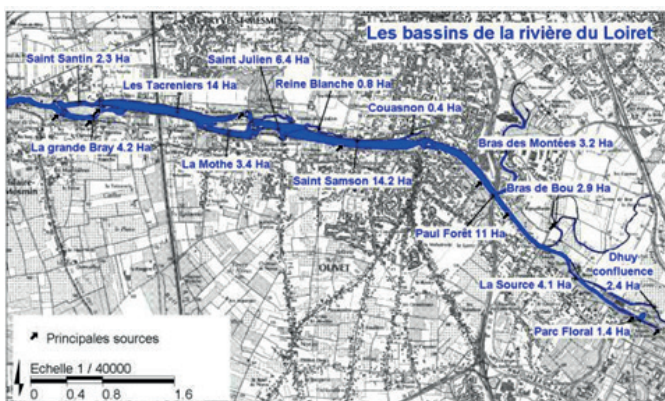 Les bassins de la rivière du Loiret
Saint Santin 2.3 Ha
Saint Julien 6.4 Ha
Les Tacreniers 14 Ha
Reine Blanche 0.8 Ha
Couasnon 0.4 Ha
Bras des Montées 3.2 Ha
La grande Bray 4.2 Ha
La Mothe 3.4 Ha
Saint Samson 14.2 Ha
Bras de Bou 2.9 Ha
Paul Forêt 11 Ha
Dhuy
confluence
2.4 Ha
La Source 4.1 Ha
Parc Floral 1.4 Ha
OLIVET
Principales sources
Echelle 1 / 40000
0 0.4 0.8 1.6